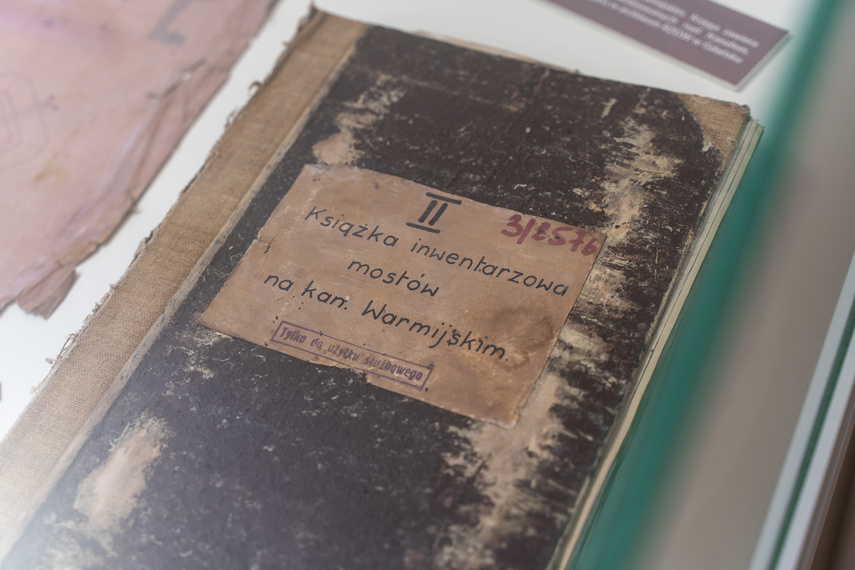 II
3/2576
Książka inwentarzowa
mostów
na kan. Warmijskim.
Tylko do użytku służbowego